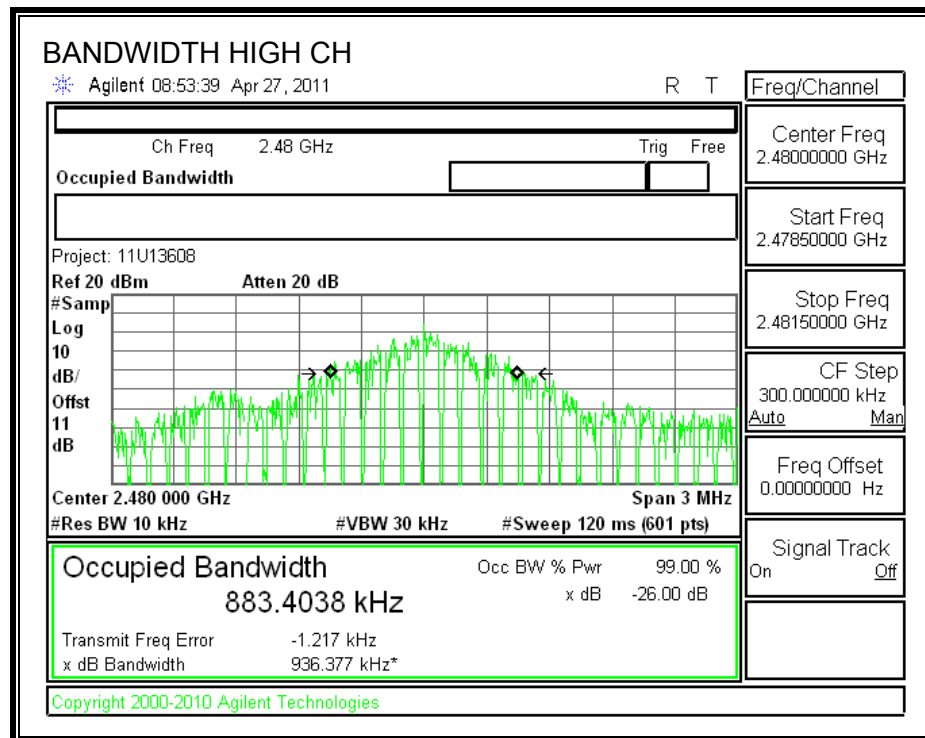 BANDWIDTH HIGH CH
Agilent 08:53:39 Apr 27, 2011 R T
Freq/Channel
Ch Freq 2.48 GHz Trig Free
Occupied Bandwidth
Center Freq
2.48000000 GHz
Start Freq
2.47850000 GHz
Stop Freq
2.48150000 GHz
CF Step
300.000000 kHz
Auto Man
Freq Offset
0.00000000 Hz
Signal Track
On Off
Project: 11U13608
Ref 20 dBm Atten 20 dB
#Samp
Log
10
dB/
Offst
11
dB
Center 2.480 000 GHz Span 3 MHz
#Res BW 10 kHz #VBW 30 kHz #Sweep 120 ms (601 pts)
Occupied Bandwidth Occ BW % Pwr 99.00 %
883.4038 kHz x dB -26.00 dB
Transmit Freq Error -1.217 kHz
x dB Bandwidth 936.377 kHz*
Copyright 2000-2010 Agilent Technologies